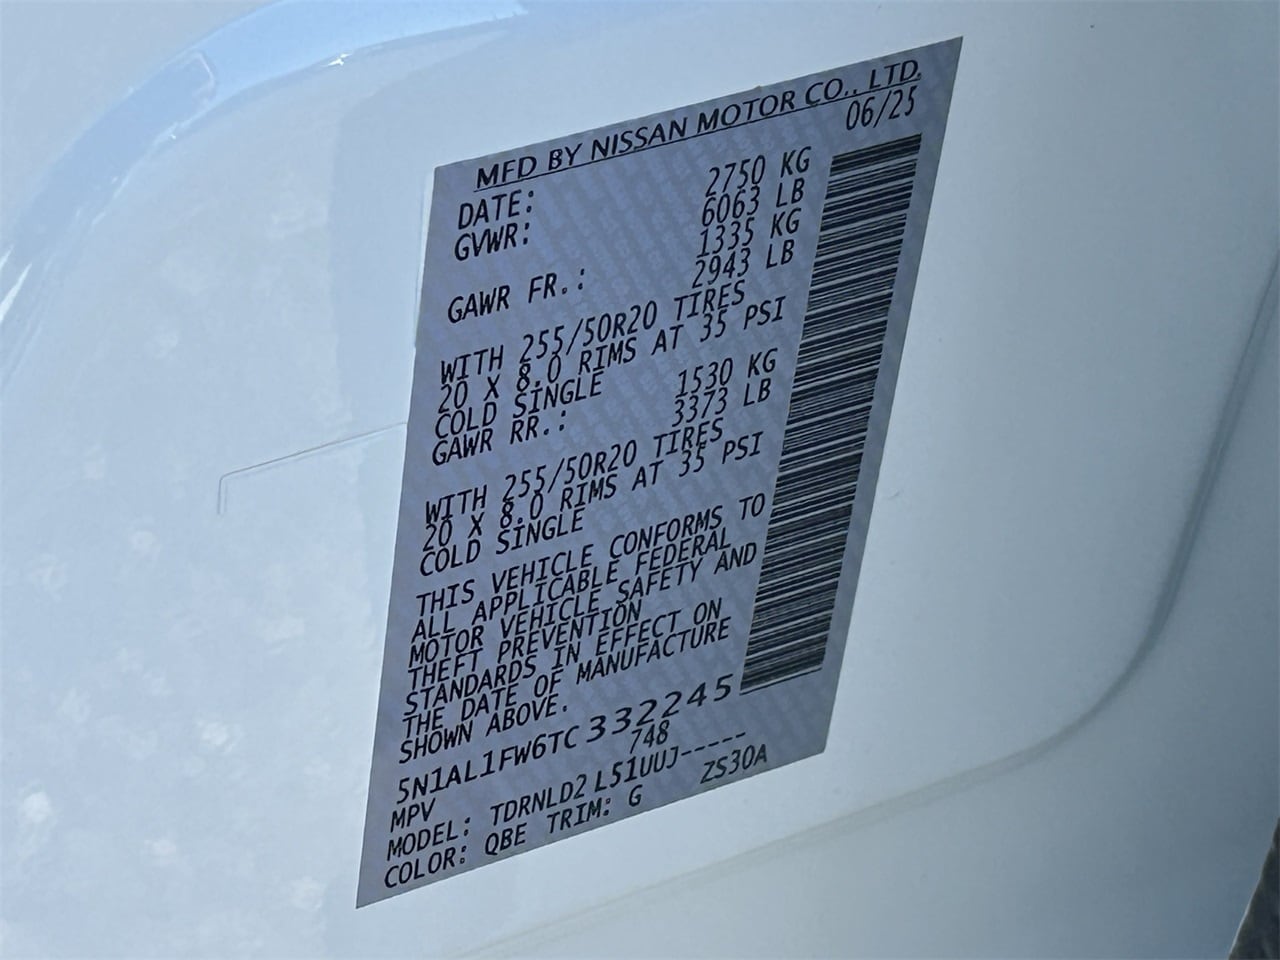 MFD BY NISSAN MOTOR CO., LTD.
DATE: 06/25
GVWR: 2750 KG
6063 LB
GAWR FR.: 1335 KG
2943 LB
WITH 255/50R20 TIRES
20 X 8.0 RIMS AT 35 PSI
COLD SINGLE
GAWR RR.: 1530 KG
3373 LB
WITH 255/50R20 TIRES
20 X 8.0 RIMS AT 35 PSI
COLD SINGLE
THIS VEHICLE CONFORMS TO
ALL APPLICABLE FEDERAL
MOTOR VEHICLE SAFETY AND
THEFT PREVENTION
STANDARDS IN EFFECT ON
THE DATE OF MANUFACTURE
SHOWN ABOVE.
5N1AL1FW6TC332245
MPV 748
MODEL: TDRNLD2 L51UUJ-----
COLOR: QBE TRIM: G ZS30A